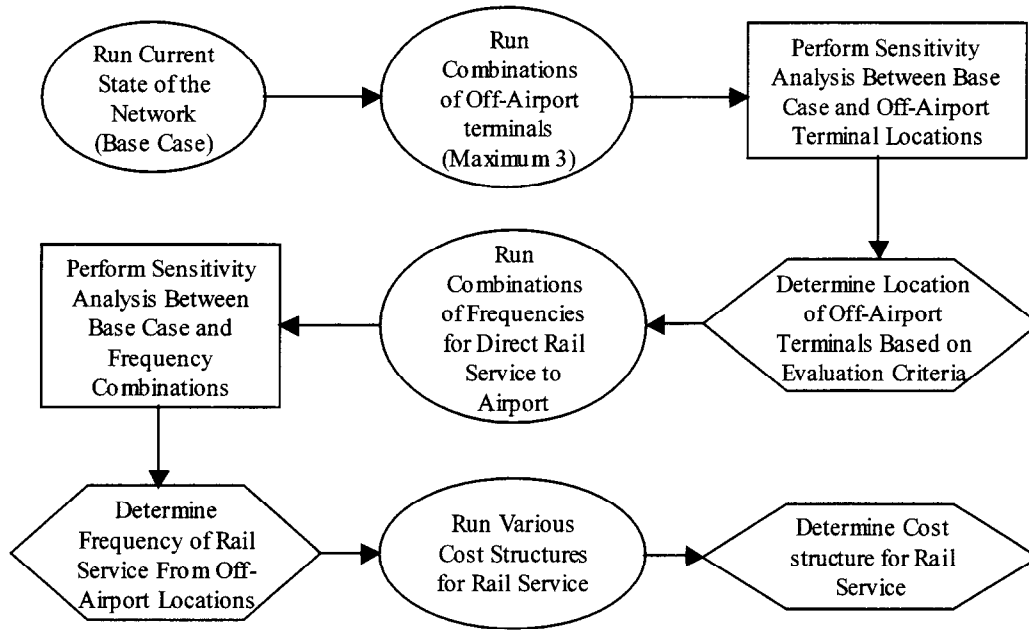 Run Current
State of the
Network
(Base Case)
Run
Combinations
of Off-Airport
terminals
(Maximum 3)
Perform Sensitivity
Analysis Between Base
Case and Off-Airport
Terminal Locations
Perform Sensitivity
Analysis Between
Base Case and
Frequency
Combinations
Run
Combinations
of Frequencies
for Direct Rail
Service to
Airport
Determine Location
of Off-Airport
Terminals Based on
Evaluation Criteria
Determine
Frequency of Rail
Service From Off-
Airport Locations
Run Various
Cost Structures
for Rail Service
Determine Cost
structure for Rail
Service